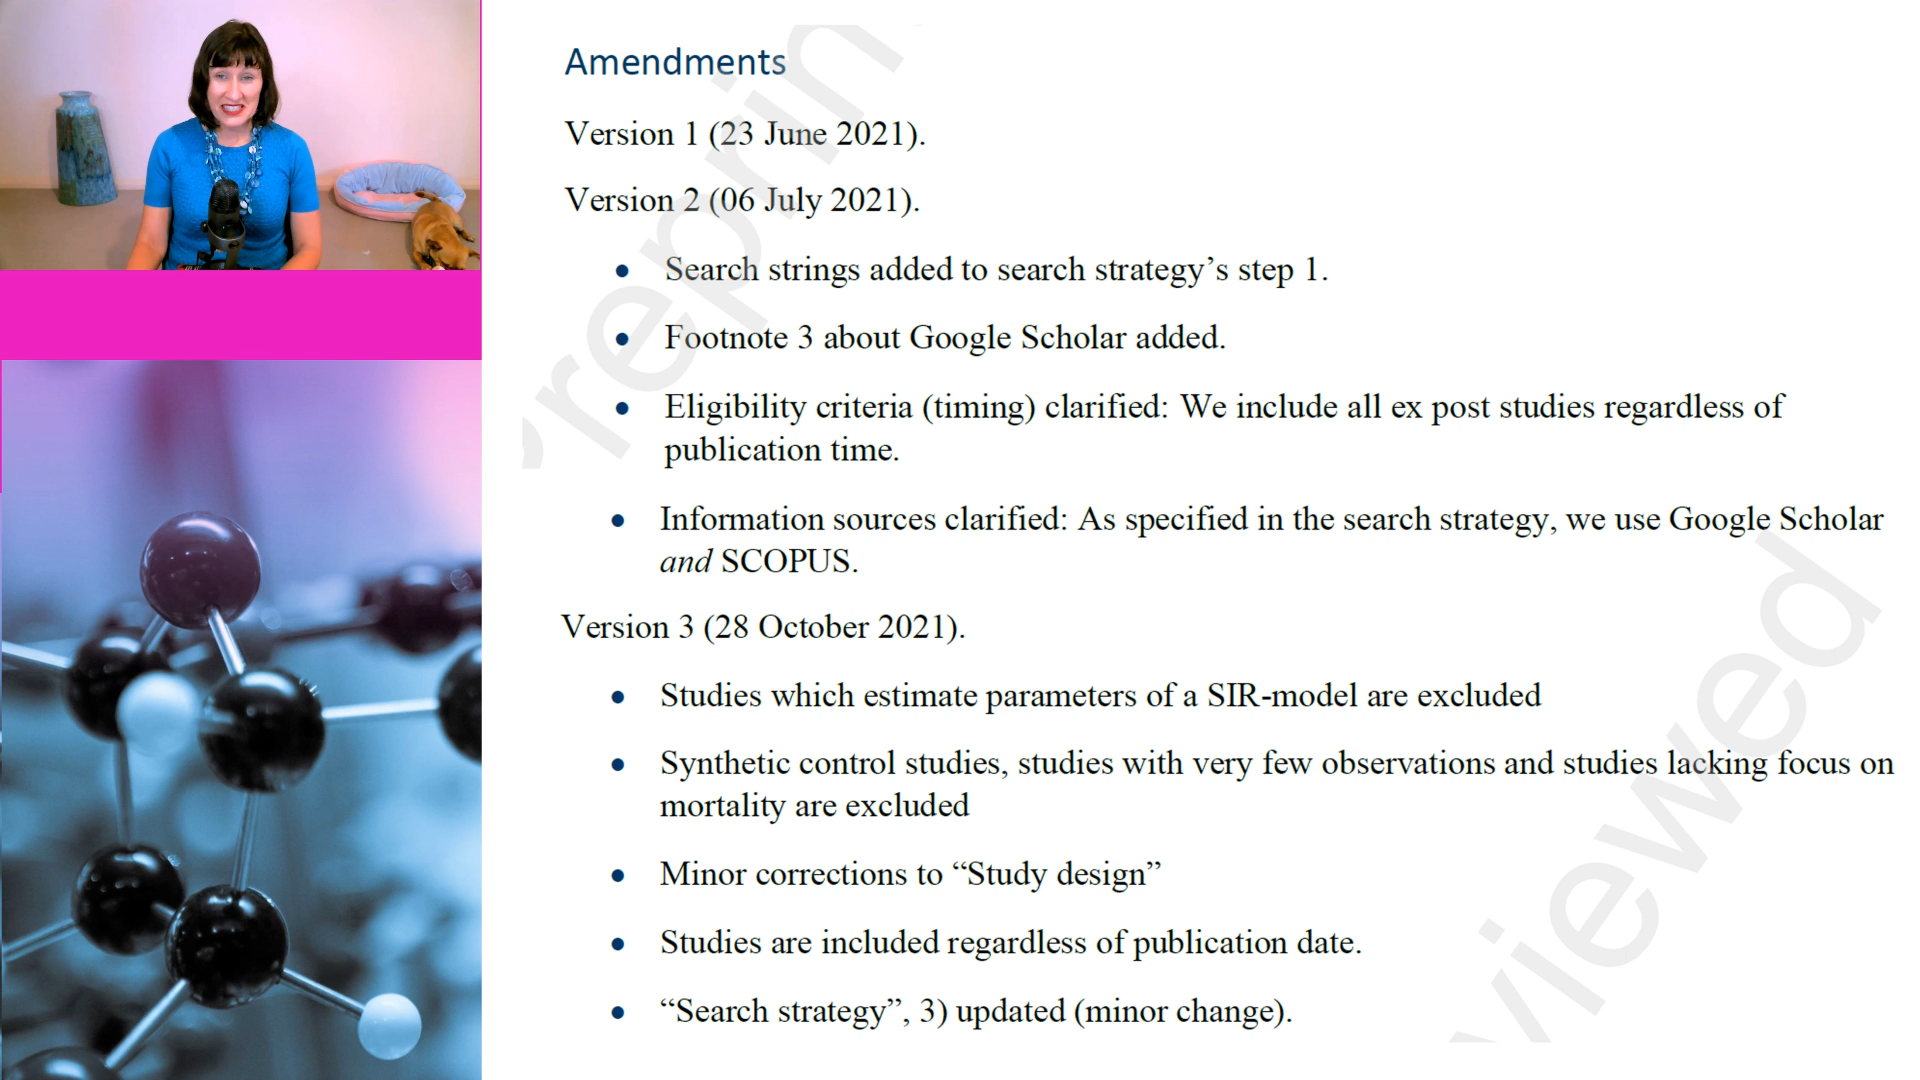 Amendments
Version 1 (23 June 2021).
Version 2 (06 July 2021).
• Search strings added to search strategy’s step 1.
• Footnote 3 about Google Scholar added.
• Eligibility criteria (timing) clarified: We include all ex post studies regardless of
publication time.
• Information sources clarified: As specified in the search strategy, we use Google Scholar
and SCOPUS.
Version 3 (28 October 2021).
• Studies which estimate parameters of a SIR-model are excluded
• Synthetic control studies, studies with very few observations and studies lacking focus on
mortality are excluded
• Minor corrections to “Study design”
• Studies are included regardless of publication date.
• “Search strategy”, 3) updated (minor change).